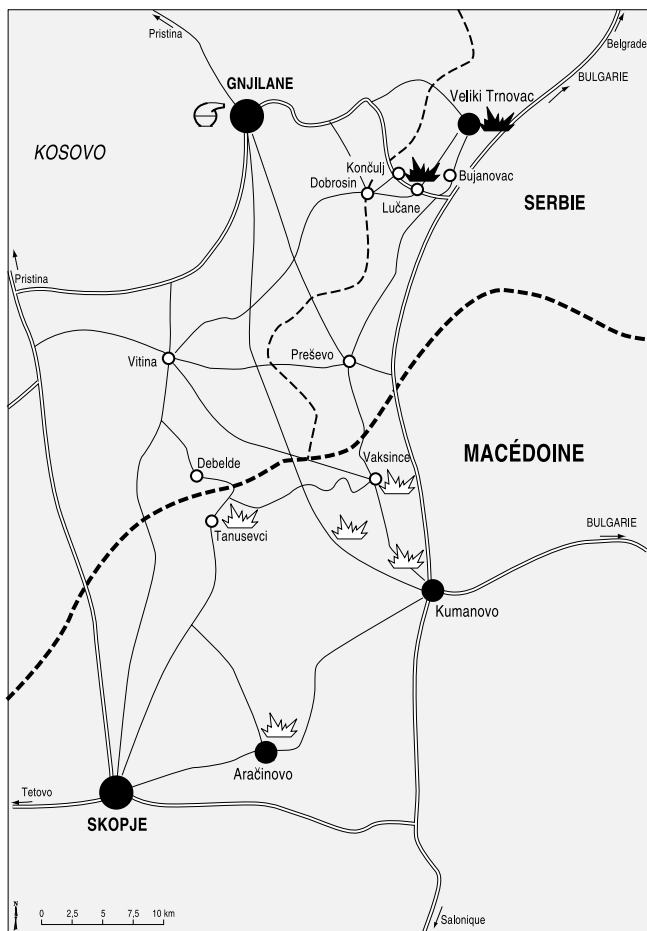 Pristina
Belgrade
BULGARIE
GNJILANE
Veliki Trnovac
KOSOVO
Končulj
Dobrosin
Bujanovac
Lučane
SERBIE
Pristina
Vitina
Preševo
MACÉDOINE
Debelde
Vaksince
Tanusevci
BULGARIE
Kumanovo
Aračinovo
Tetovo
SKOPJE
N
0 2,5 5 7,5 10 km
Salonique